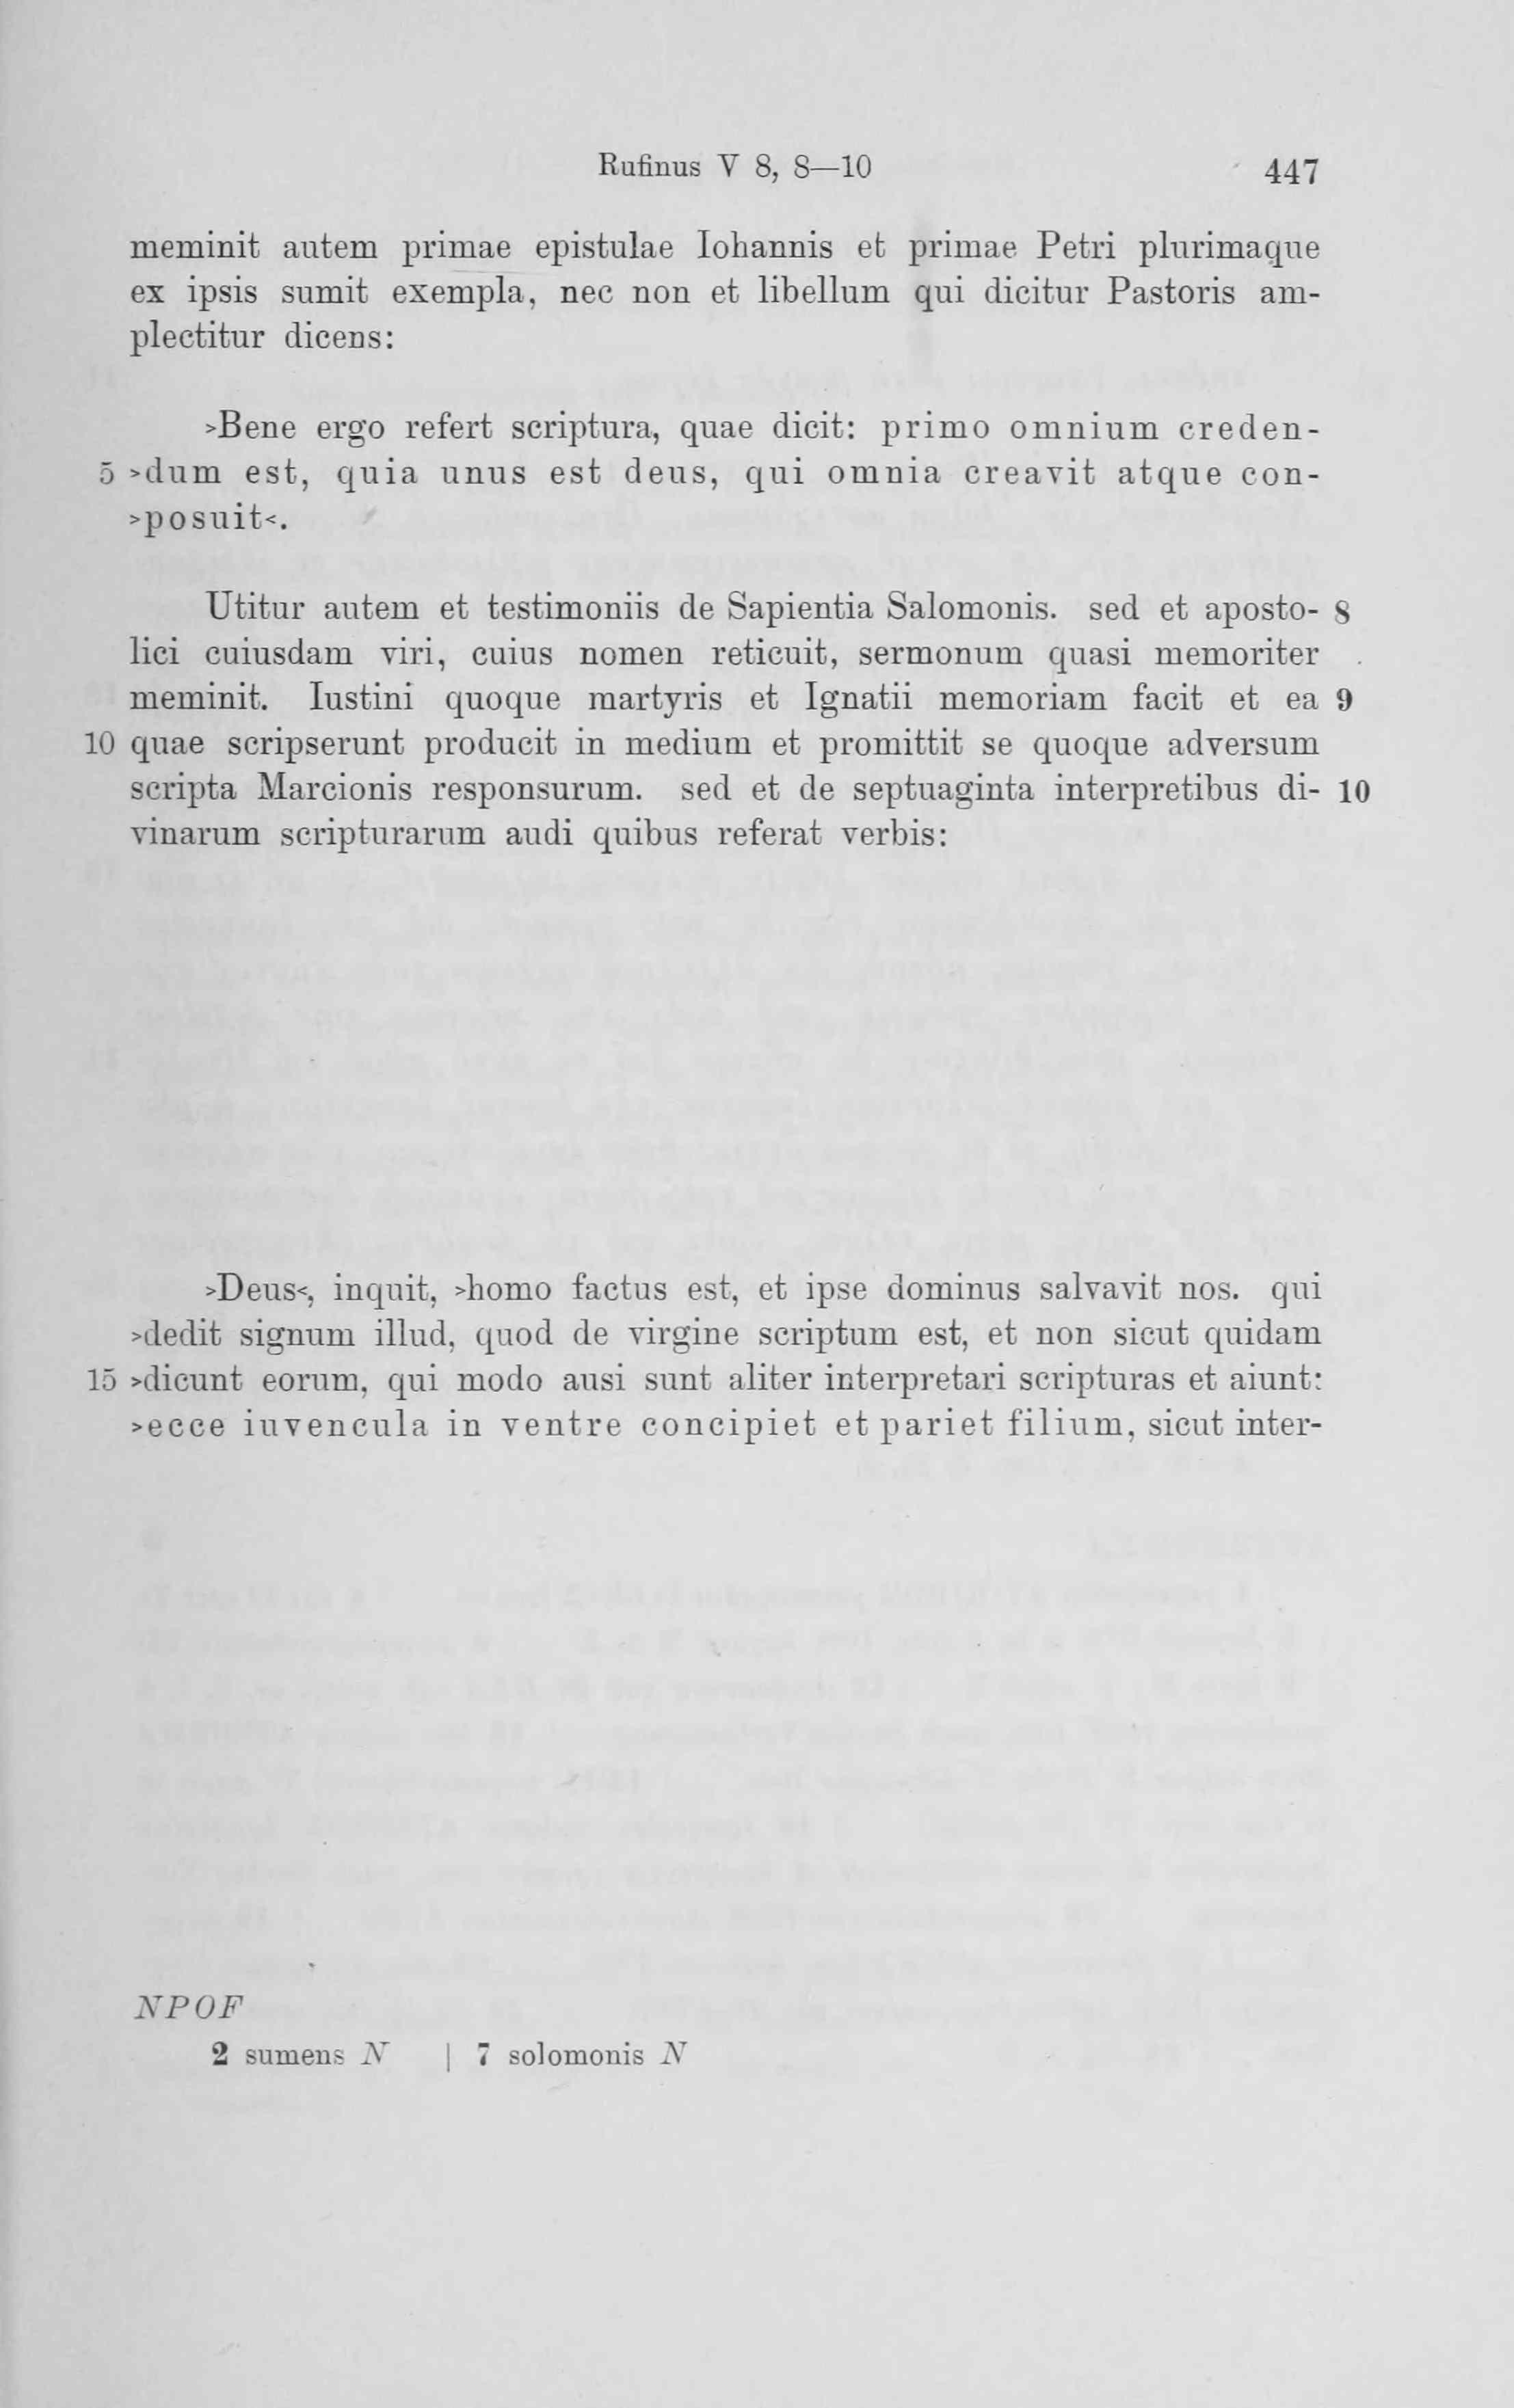 Rufinus V 8, 8—10 447
meminit autem primae epistulae Iohannis et primae Petri plurimaque
ex ipsis sumit exempla, nec non et libellum qui dicitur Pastoris am-
plectitur dicens:
>Bene ergo refert scriptura, quae dicit: primo omnium creden-
5 >dum est, quia unus est deus, qui omnia creavit atque con-
>posuit<.
Utitur autem et testimoniis de Sapientia Salomonis. sed et aposto- 8
lici cuiusdam viri, cuius nomen reticuit, sermonum quasi memoriter
meminit. Iustini quoque martyris et Ignatii memoriam facit et ea 9
10 quae scripserunt producit in medium et promittit se quoque adversum
scripta Marcionis responsurum. sed et de septuaginta interpretibus di- 10
vinarum scripturarum audi quibus referat verbis:
>Deus<, inquit, >homo factus est, et ipse dominus salvavit nos. qui
>dedit signum illud, quod de virgine scriptum est, et non sicut quidam
15 >dicunt eorum, qui modo ausi sunt aliter interpretari scripturas et aiunt:
>ecce iuvencula in ventre concipiet et pariet filium, sicut inter-
NPOF
2 sumens N | 7 solomonis N